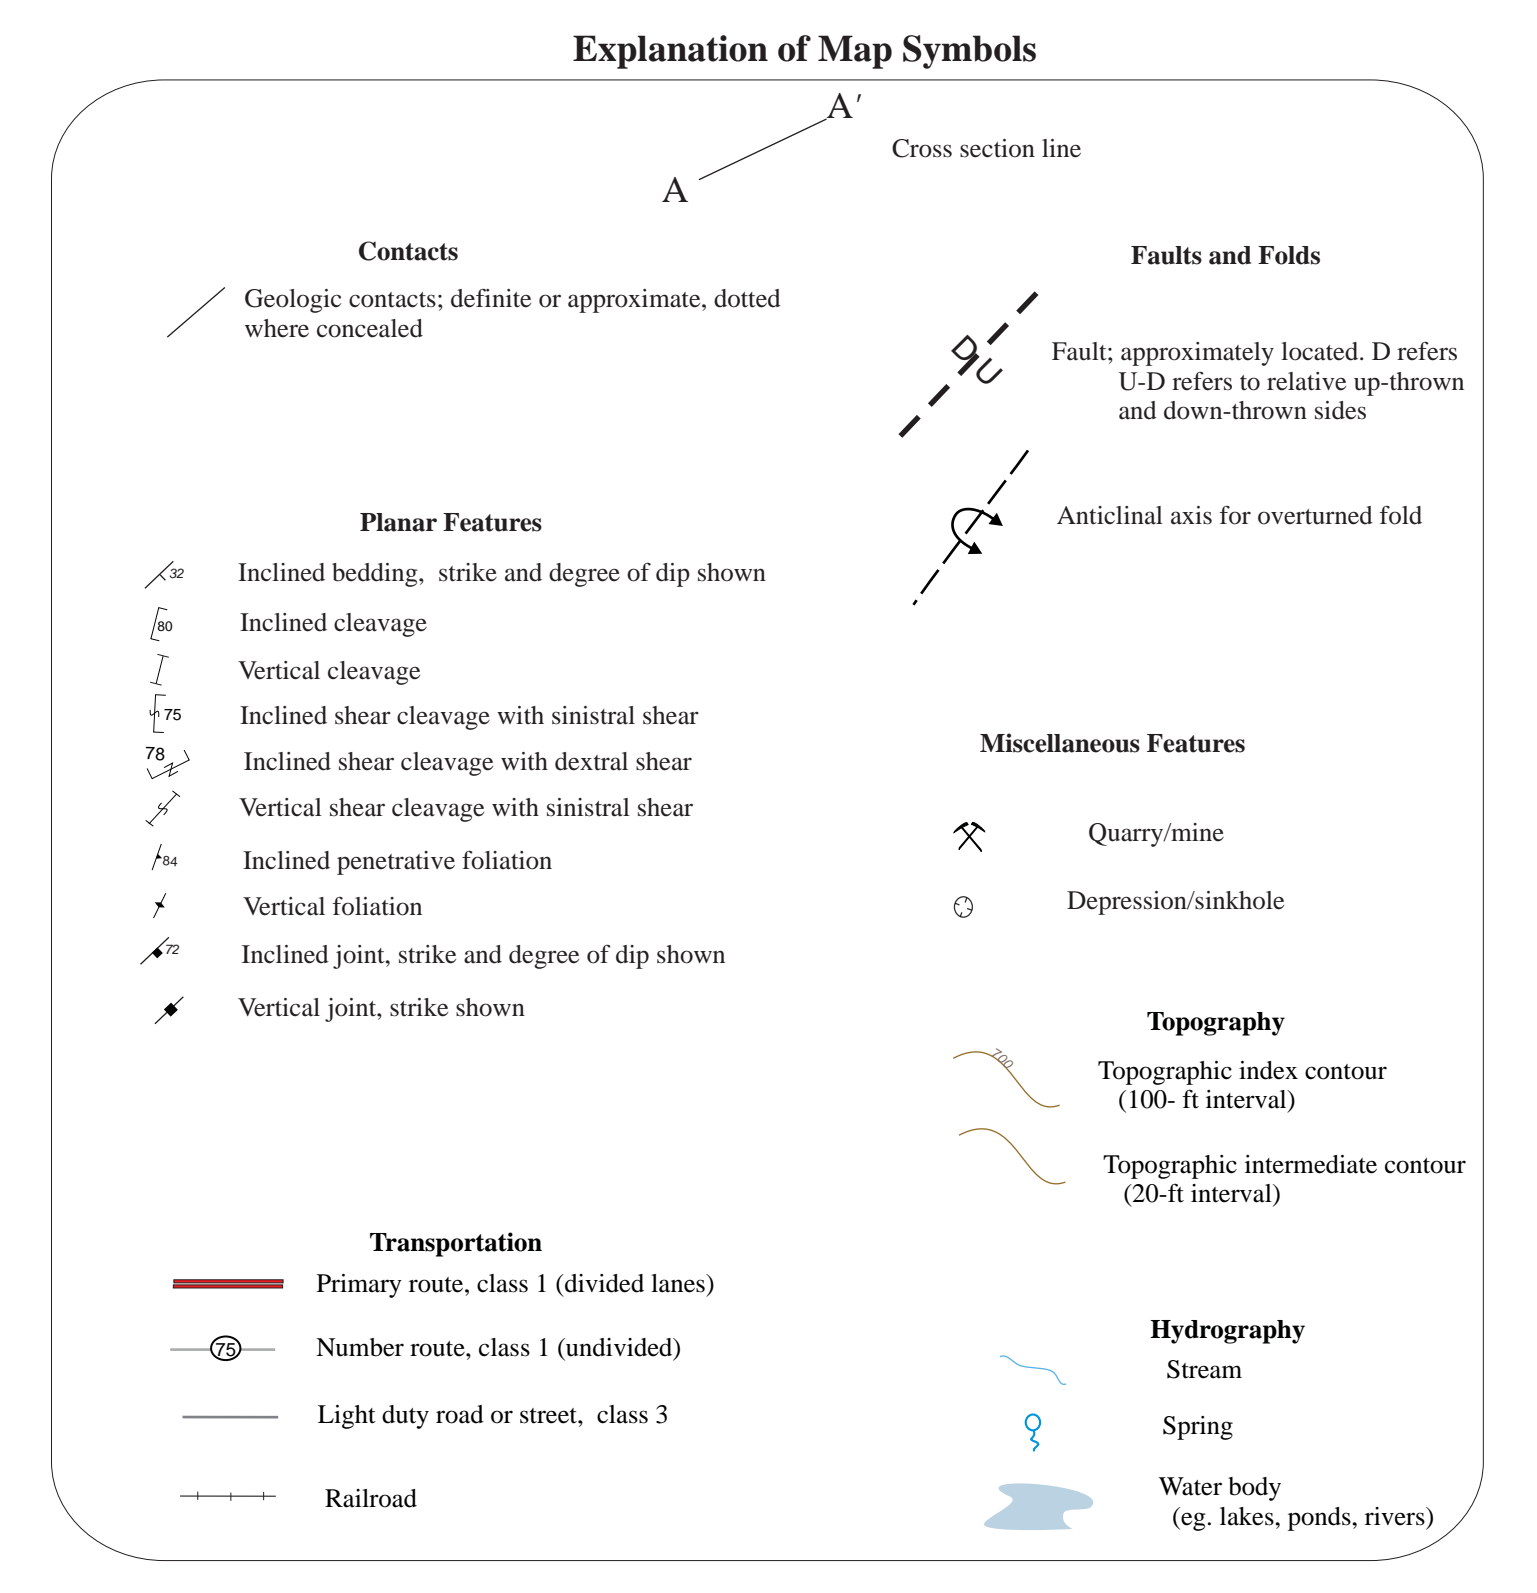 Explanation of Map Symbols
A′
Cross section line
A
Contacts
Geologic contacts; definite or approximate, dotted
where concealed
Planar Features
32
Inclined bedding, strike and degree of dip shown
80
Inclined cleavage
Vertical cleavage
75
Inclined shear cleavage with sinistral shear
78
Inclined shear cleavage with dextral shear
Vertical shear cleavage with sinistral shear
84
Inclined penetrative foliation
Vertical foliation
72
Inclined joint, strike and degree of dip shown
Vertical joint, strike shown
Transportation
Primary route, class 1 (divided lanes)
75
Number route, class 1 (undivided)
Light duty road or street, class 3
Railroad
Faults and Folds
D
U
Fault; approximately located. D refers
U-D refers to relative up-thrown
and down-thrown sides
Anticlinal axis for overturned fold
Miscellaneous Features
Quarry/mine
Depression/sinkhole
Topography
700
Topographic index contour
(100- ft interval)
Topographic intermediate contour
(20-ft interval)
Hydrography
Stream
Spring
Water body
(eg. lakes, ponds, rivers)